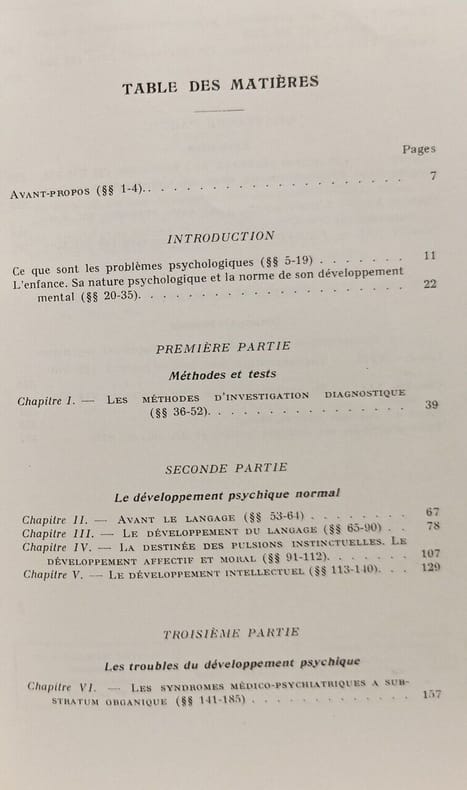 TABLE DES MATIÈRES
Pages
AVANT-PROPOS (§§ 1-4). . . . . . . . . . . . . . . . . . 7
INTRODUCTION
Ce que sont les problèmes psychologiques (§§ 5-19) . . . . . . . 11
L'enfance. Sa nature psychologique et la norme de son développement
mental (§§ 20-35). . . . . . . . . . . . . . . . . . 22
PREMIÈRE PARTIE
Méthodes et tests
Chapitre I. — LES MÉTHODES D'INVESTIGATION DIAGNOSTIQUE
(§§ 36-52). . . . . . . . . . . . . . . . 39
SECONDE PARTIE
Le développement psychique normal
Chapitre II. — AVANT LE LANGAGE (§§ 53-64) . . . . . . . . 67
Chapitre III. — LE DÉVELOPPEMENT DU LANGAGE (§§ 65-90) . . 78
Chapitre IV. — LA DESTINÉE DES PULSIONS INSTINCTUELLES. LE
DÉVELOPPEMENT AFFECTIF ET MORAL (§§ 91-112). . . . . . . 107
Chapitre V. — LE DÉVELOPPEMENT INTELLECTUEL (§§ 113-140). . . 129
TROISIÈME PARTIE
Les troubles du développement psychique
Chapitre VI. — LES SYNDROMES MÉDICO-PSYCHIATRIQUES A SUB-
STRATUM ORGANIQUE (§§ 141-185) . . . . . . . . . . . . 157